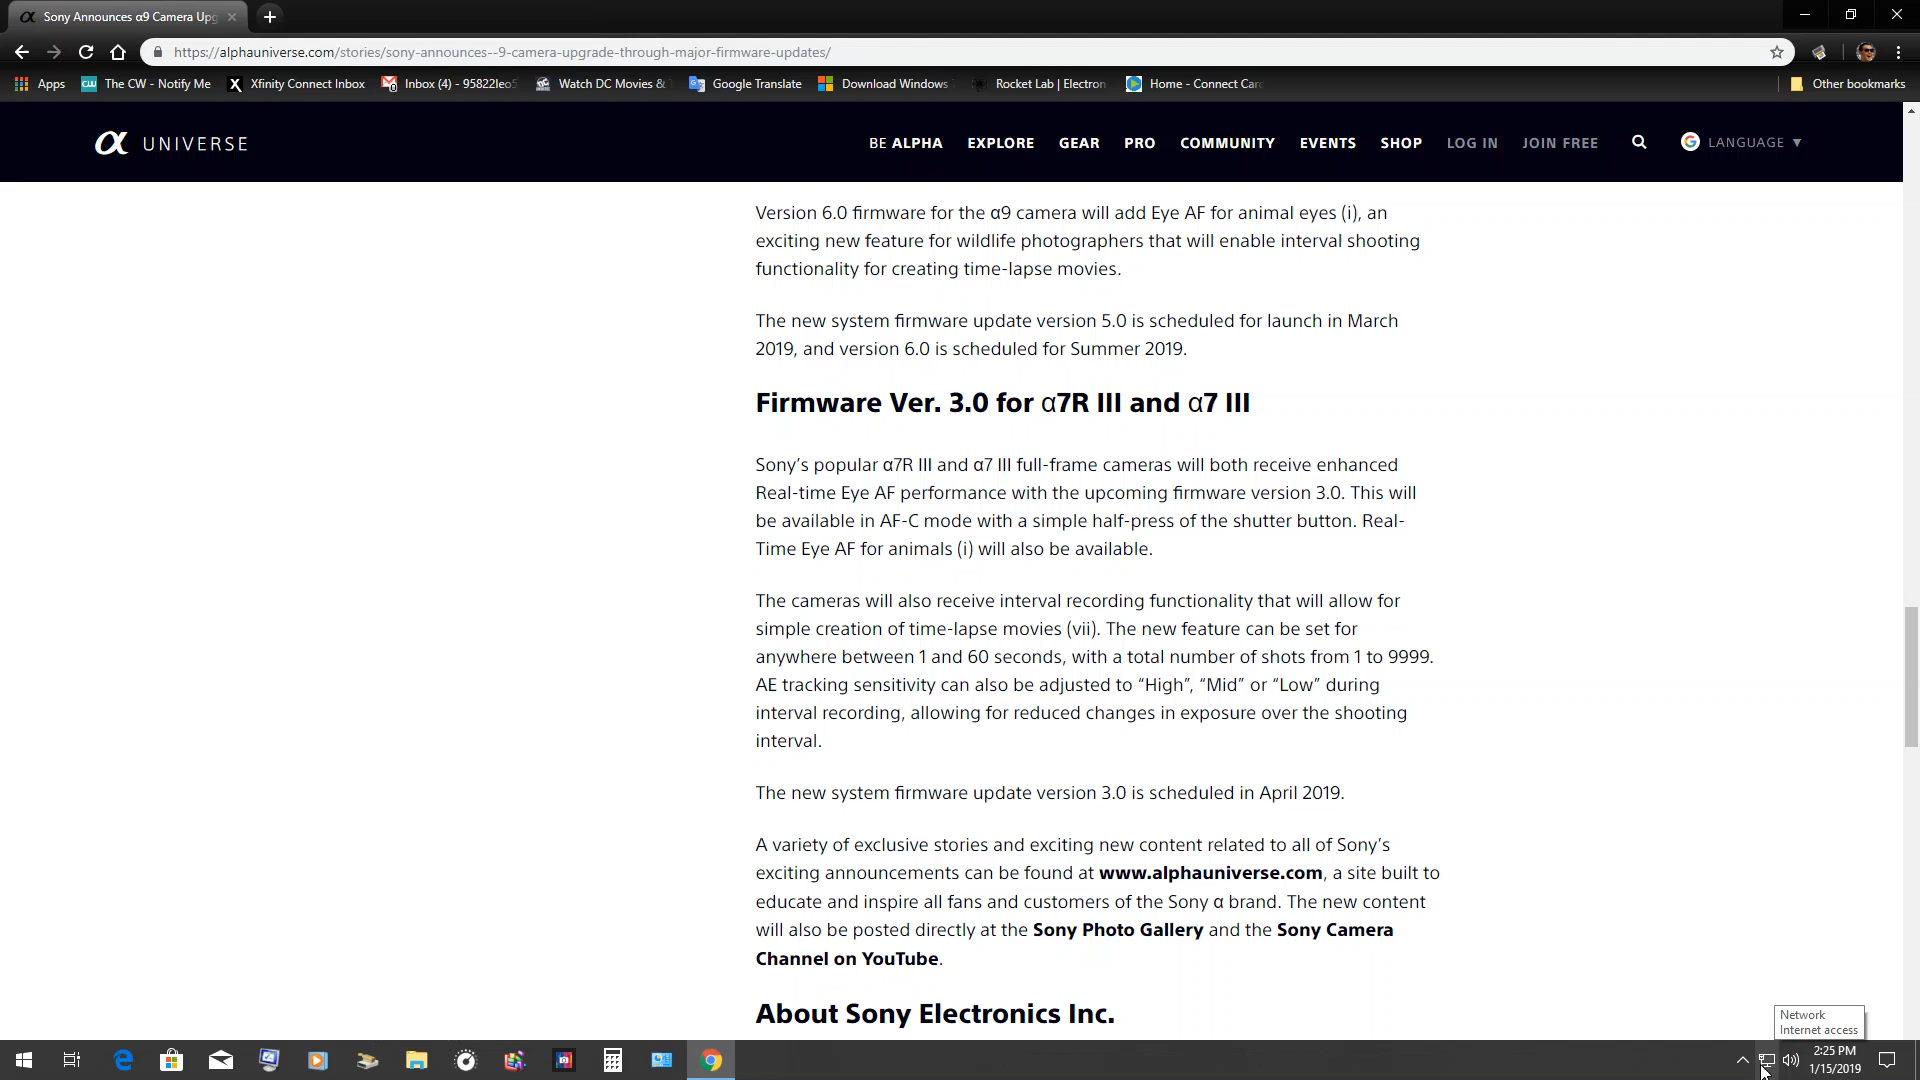 Sony Announces α9 Camera Upg
https://alphauniverse.com/stories/sony-announces--9-camera-upgrade-through-major-firmware-updates/
Apps
The CW - Notify Me
Xfinity Connect Inbox
Inbox (4) - 95822leo
Watch DC Movies &
Google Translate
Download Windows
Rocket Lab | Electron
Home - Connect Car
Other bookmarks
α UNIVERSE
BE ALPHA
EXPLORE
GEAR
PRO
COMMUNITY
EVENTS
SHOP
LOG IN
JOIN FREE
G LANGUAGE ▼
Version 6.0 firmware for the α9 camera will add Eye AF for animal eyes (i), an
exciting new feature for wildlife photographers that will enable interval shooting
functionality for creating time-lapse movies.
The new system firmware update version 5.0 is scheduled for launch in March
2019, and version 6.0 is scheduled for Summer 2019.
Firmware Ver. 3.0 for α7R III and α7 III
Sony’s popular α7R III and α7 III full-frame cameras will both receive enhanced
Real-time Eye AF performance with the upcoming firmware version 3.0. This will
be available in AF-C mode with a simple half-press of the shutter button. Real-
Time Eye AF for animals (i) will also be available.
The cameras will also receive interval recording functionality that will allow for
simple creation of time-lapse movies (vii). The new feature can be set for
anywhere between 1 and 60 seconds, with a total number of shots from 1 to 9999.
AE tracking sensitivity can also be adjusted to “High”, “Mid” or “Low” during
interval recording, allowing for reduced changes in exposure over the shooting
interval.
The new system firmware update version 3.0 is scheduled in April 2019.
A variety of exclusive stories and exciting new content related to all of Sony’s
exciting announcements can be found at www.alphauniverse.com, a site built to
educate and inspire all fans and customers of the Sony α brand. The new content
will also be posted directly at the Sony Photo Gallery and the Sony Camera
Channel on YouTube.
About Sony Electronics Inc.
Network
Internet access
2:25 PM
1/15/2019